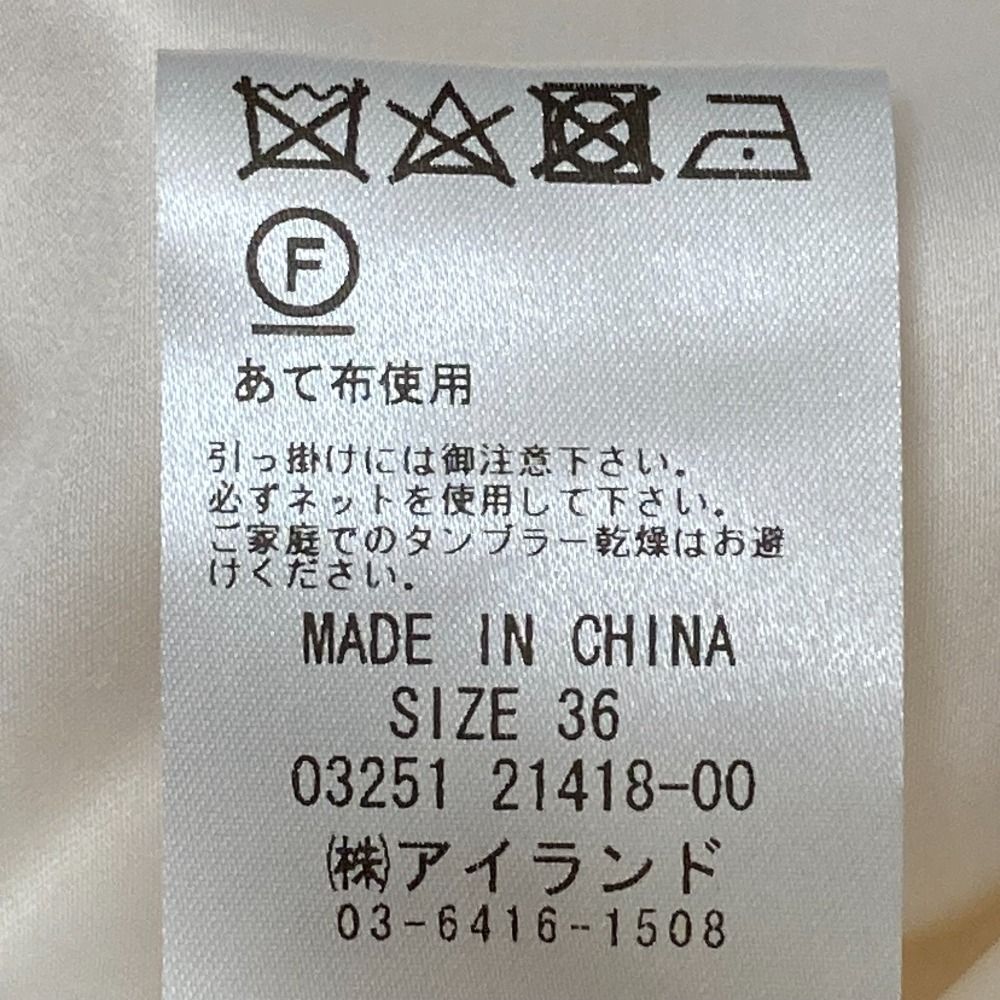 F
あて布使用
引っ掛けには御注意下さい。
必ずネットを使用して下さい。
ご家庭でのタンブラー乾燥はお避
けください。
MADE IN CHINA
SIZE 36
03251 21418-00
㈱アイランド
03-6416-1508